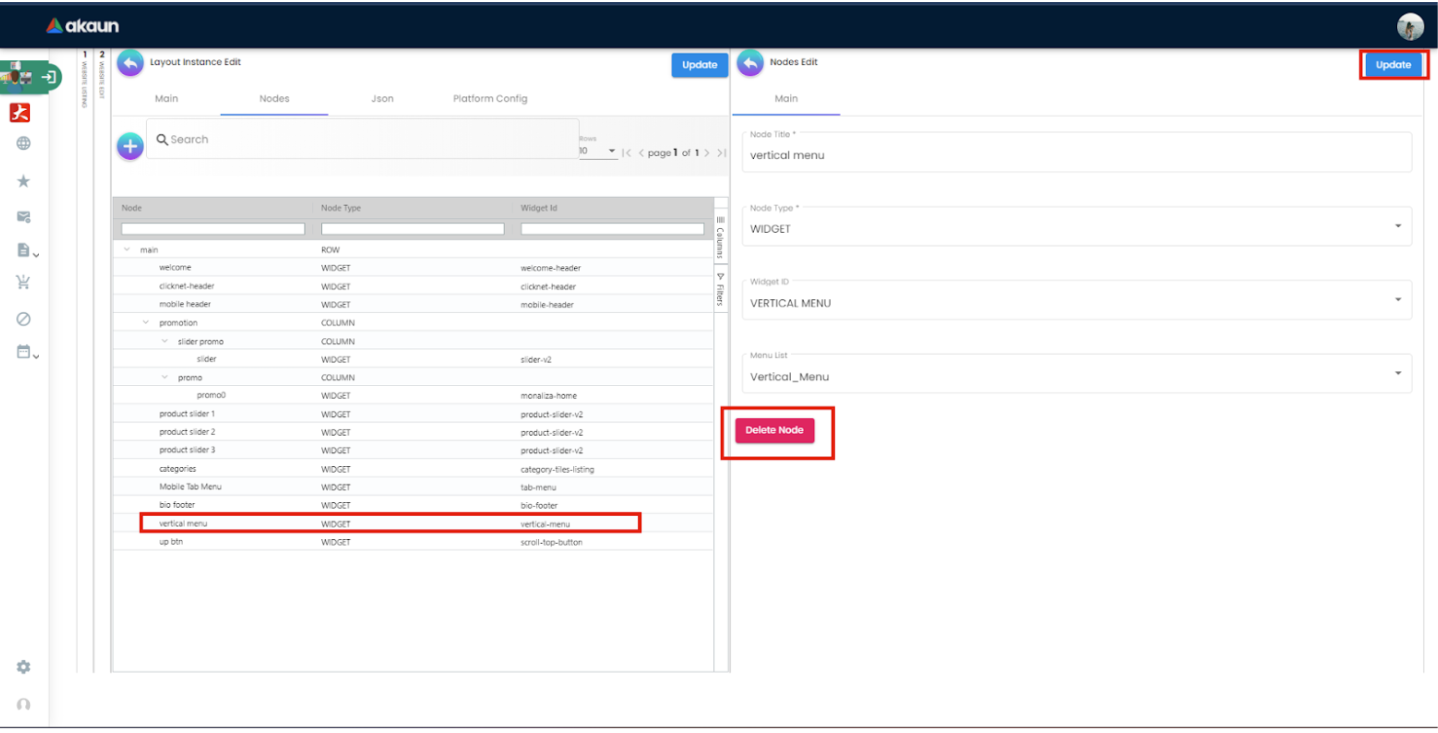 akaun
1 WEBSITE LISTING
2 WEBSITE EDIT
Layout Instance Edit
Update
Main Nodes Json Platform Config
Search
Rows
10
page 1 of 1
Node Node Type Widget Id
main ROW
welcome WIDGET welcome-header
clicknet-header WIDGET clicknet-header
mobile header WIDGET mobile-header
promotion COLUMN
slider promo COLUMN
slider WIDGET slider-v2
promo COLUMN
promo0 WIDGET monaliza-home
product slider 1 WIDGET product-slider-v2
product slider 2 WIDGET product-slider-v2
product slider 3 WIDGET product-slider-v2
categories WIDGET category-tiles-listing
Mobile Tab Menu WIDGET tab-menu
bio footer WIDGET bio-footer
vertical menu WIDGET vertical-menu
up btn WIDGET scroll-top-button
Columns
Filters
Nodes Edit
Update
Main
Node Title *
vertical menu
Node Type *
WIDGET
Widget ID
VERTICAL MENU
Menu List
Vertical_Menu
Delete Node